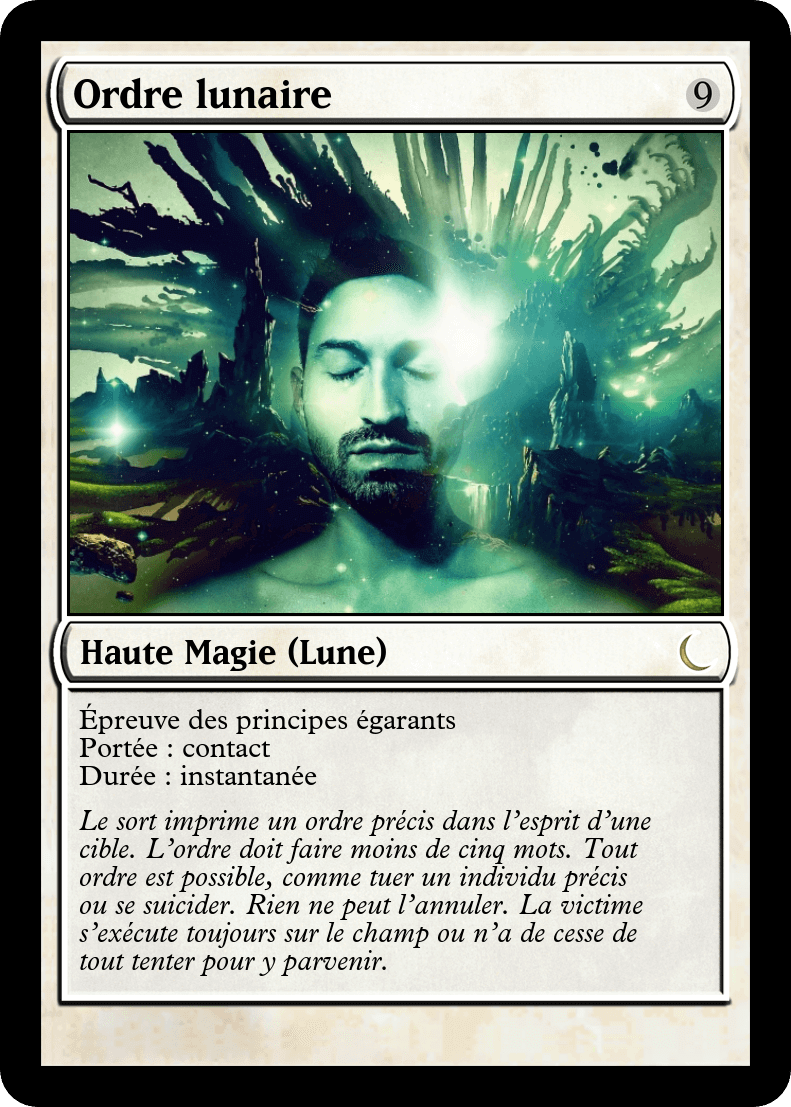 Ordre lunaire
9
Haute Magie (Lune)
Épreuve des principes égarants
Portée : contact
Durée : instantanée
Le sort imprime un ordre précis dans l'esprit d'une
cible. L'ordre doit faire moins de cinq mots. Tout
ordre est possible, comme tuer un individu précis
ou se suicider. Rien ne peut l'annuler. La victime
s'exécute toujours sur le champ ou n'a de cesse de
tout tenter pour y parvenir.